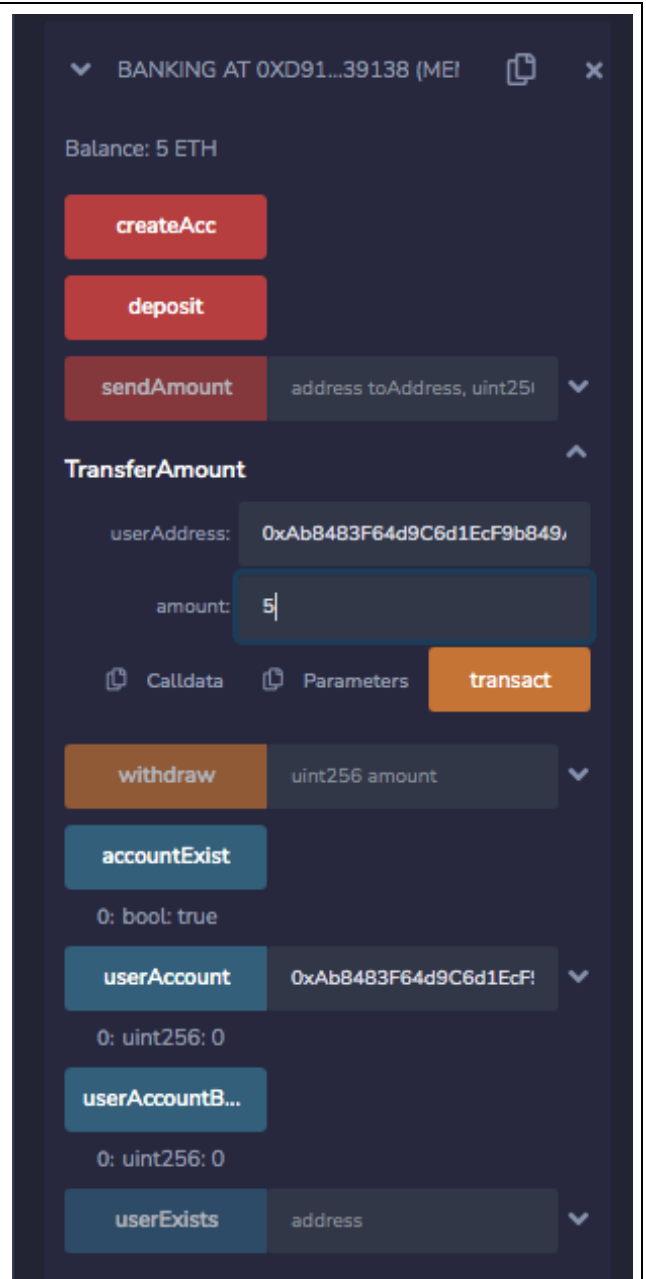 BANKING AT 0XD91...39138 (MEI
Balance: 5 ETH
createAcc
deposit
sendAmount address toAddress, uint25(
TransferAmount
userAddress: 0xAb8483F64d9C6d1EcF9b849
amount: 5
Calldata Parameters transact
withdraw uint256 amount
accountExist
0: bool: true
userAccount 0xAb8483F64d9C6d1EcF
0: uint256: 0
userAccountB...
0: uint256: 0
userExists address